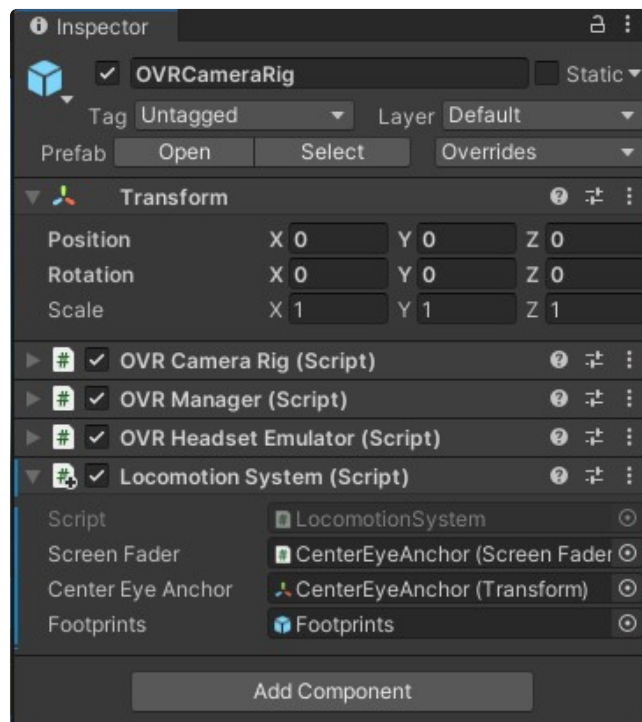 Inspector
OVRCameraRig Static
Tag Untagged Layer Default
Prefab Open Select Overrides
Transform
Position X 0 Y 0 Z 0
Rotation X 0 Y 0 Z 0
Scale X 1 Y 1 Z 1
# OVR Camera Rig (Script)
# OVR Manager (Script)
# OVR Headset Emulator (Script)
# Locomotion System (Script)
Script # LocomotionSystem
Screen Fader # CenterEyeAnchor (Screen Fader
Center Eye Anchor CenterEyeAnchor (Transform)
Footprints Footprints
Add Component